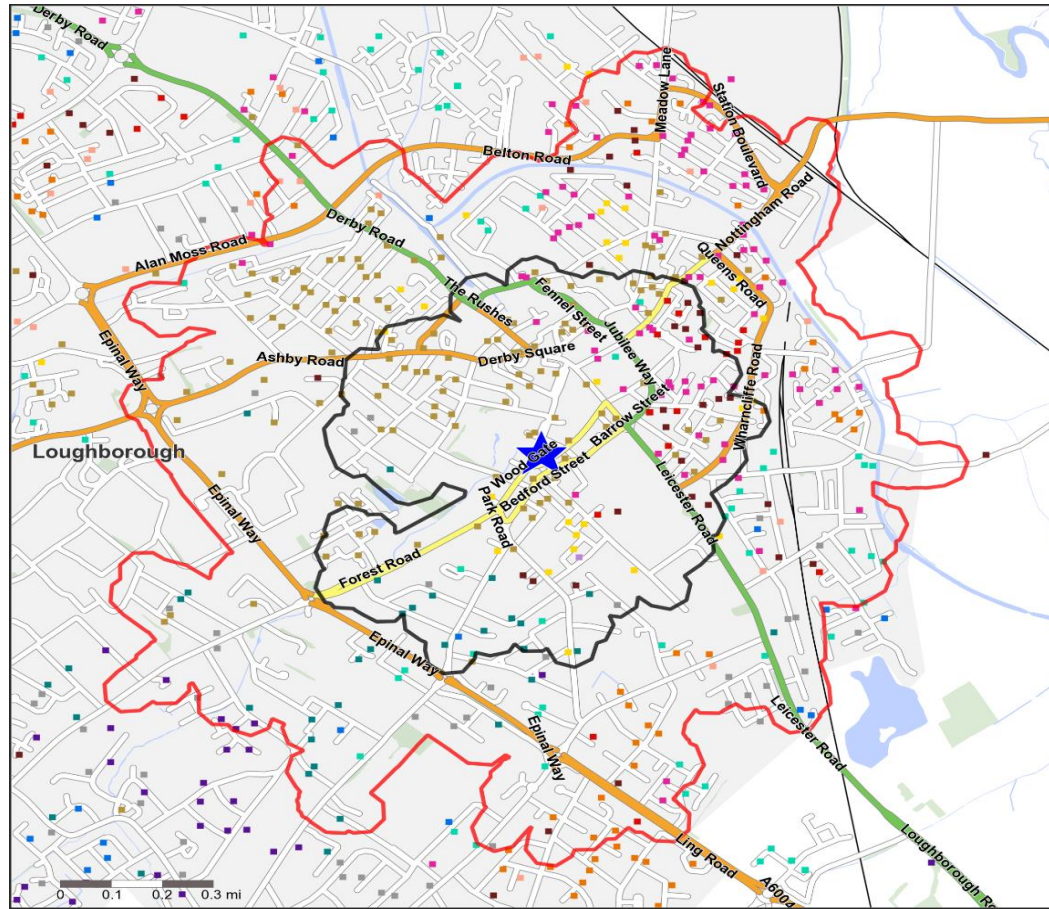 Derby Road
Meadow Lane
Station Boulevard
Belton Road
Nottingham Road
Derby Road
Alan Moss Road
Queens Road
The Rushes
Fennel Street
Epinal Way
Jubilee Way
Ashby Road
Derby Square
Wharncliffe Road
Barrow Street
Loughborough
Wood Gate
Bedford Street
Leicester Road
Park Road
Epinal Way
Forest Road
Epinal Way
Leicester Road
Epinal Way
Ling Road
Loughborough Ro
A6004
0 0.1 0.2 0.3 mi